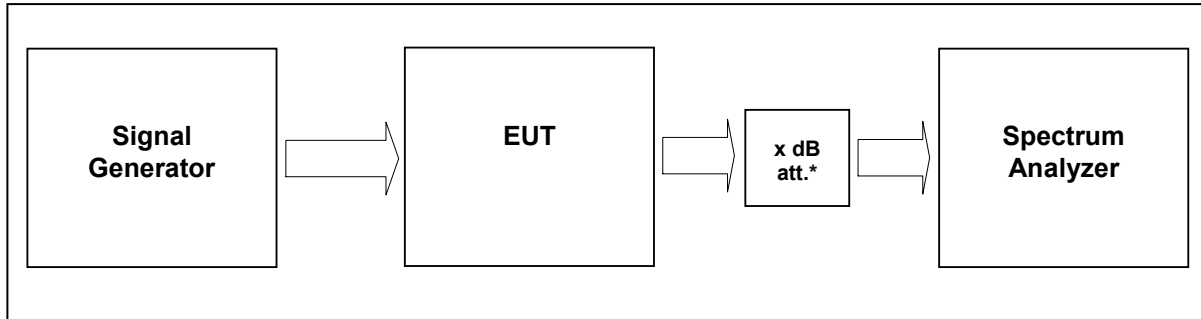 Signal
Generator
EUT
x dB
att.*
Spectrum
Analyzer